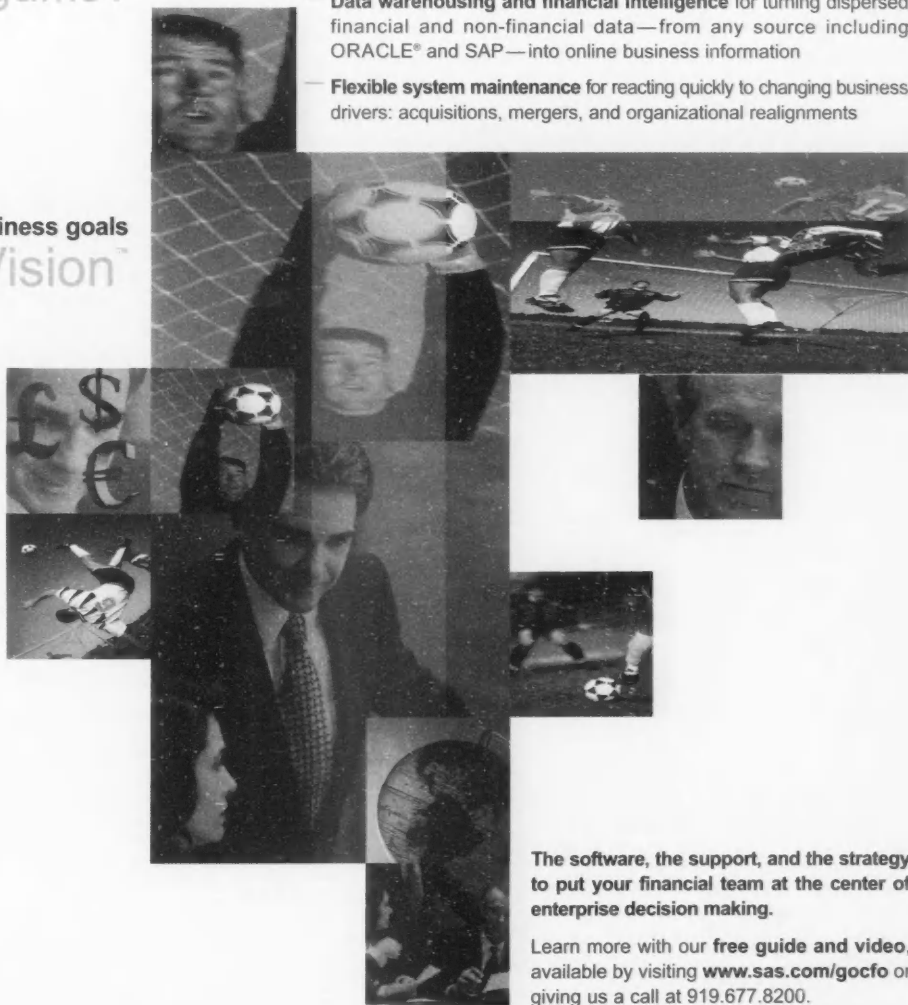 Data warehousing and financial intelligence for turning dispersed
financial and non-financial data—from any source including
ORACLE® and SAP—into online business information
Flexible system maintenance for reacting quickly to changing business
drivers: acquisitions, mergers, and organizational realignments
iness goals
Vision™
£ $
€
The software, the support, and the strategy
to put your financial team at the center of
enterprise decision making.
Learn more with our free guide and video,
available by visiting www.sas.com/gocfo or
giving us a call at 919.677.8200.